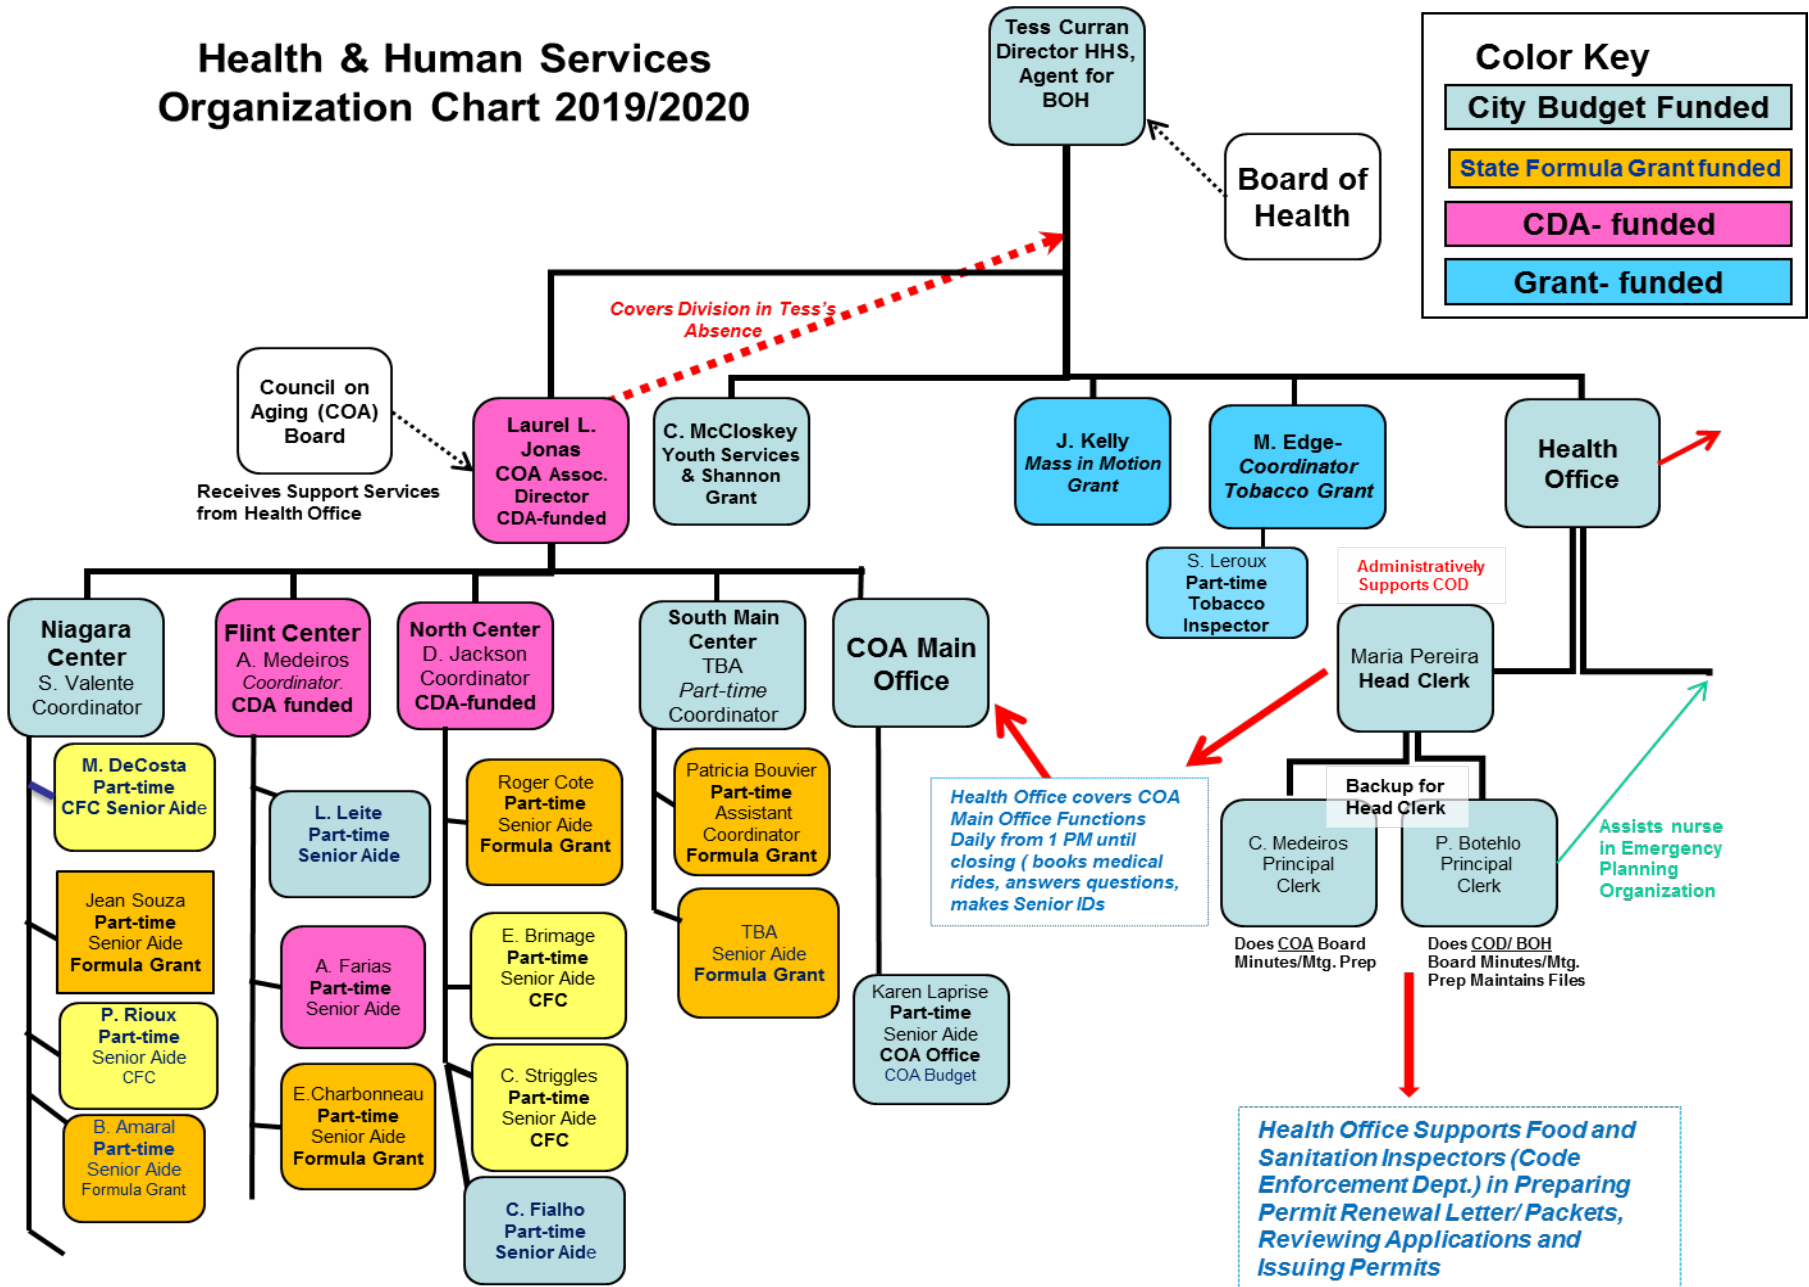 Health & Human Services
Organization Chart 2019/2020
Tess Curran
Director HHS,
Agent for
BOH
Board of
Health
Color Key
City Budget Funded
State Formula Grant funded
CDA- funded
Grant- funded
Covers Division in Tess's
Absence
Council on
Aging (COA)
Board
Receives Support Services
from Health Office
Laurel L.
Jonas
COA Assoc.
Director
CDA-funded
C. McCloskey
Youth Services
& Shannon
Grant
J. Kelly
Mass in Motion
Grant
M. Edge-
Coordinator
Tobacco Grant
Health
Office
S. Leroux
Part-time
Tobacco
Inspector
Administratively
Supports COD
Niagara
Center
S. Valente
Coordinator
Flint Center
A. Medeiros
Coordinator.
CDA funded
North Center
D. Jackson
Coordinator
CDA-funded
South Main
Center
TBA
Part-time
Coordinator
COA Main
Office
Maria Pereira
Head Clerk
M. DeCosta
Part-time
CFC Senior Aide
Jean Souza
Part-time
Senior Aide
Formula Grant
P. Rioux
Part-time
Senior Aide
CFC
B. Amaral
Part-time
Senior Aide
Formula Grant
L. Leite
Part-time
Senior Aide
A. Farias
Part-time
Senior Aide
E.Charbonneau
Part-time
Senior Aide
Formula Grant
Roger Cote
Part-time
Senior Aide
Formula Grant
E. Brimage
Part-time
Senior Aide
CFC
C. Striggles
Part-time
Senior Aide
CFC
C. Fialho
Part-time
Senior Aide
Patricia Bouvier
Part-time
Assistant
Coordinator
Formula Grant
TBA
Senior Aide
Formula Grant
Karen Laprise
Part-time
Senior Aide
COA Office
COA Budget
Health Office covers COA
Main Office Functions
Daily from 1 PM until
closing ( books medical
rides, answers questions,
makes Senior IDs
Backup for
Head Clerk
C. Medeiros
Principal
Clerk
P. Botehlo
Principal
Clerk
Assists nurse
in Emergency
Planning
Organization
Does COA Board
Minutes/Mtg. Prep
Does COD/ BOH
Board Minutes/Mtg.
Prep Maintains Files
Health Office Supports Food and
Sanitation Inspectors (Code
Enforcement Dept.) in Preparing
Permit Renewal Letter/ Packets,
Reviewing Applications and
Issuing Permits